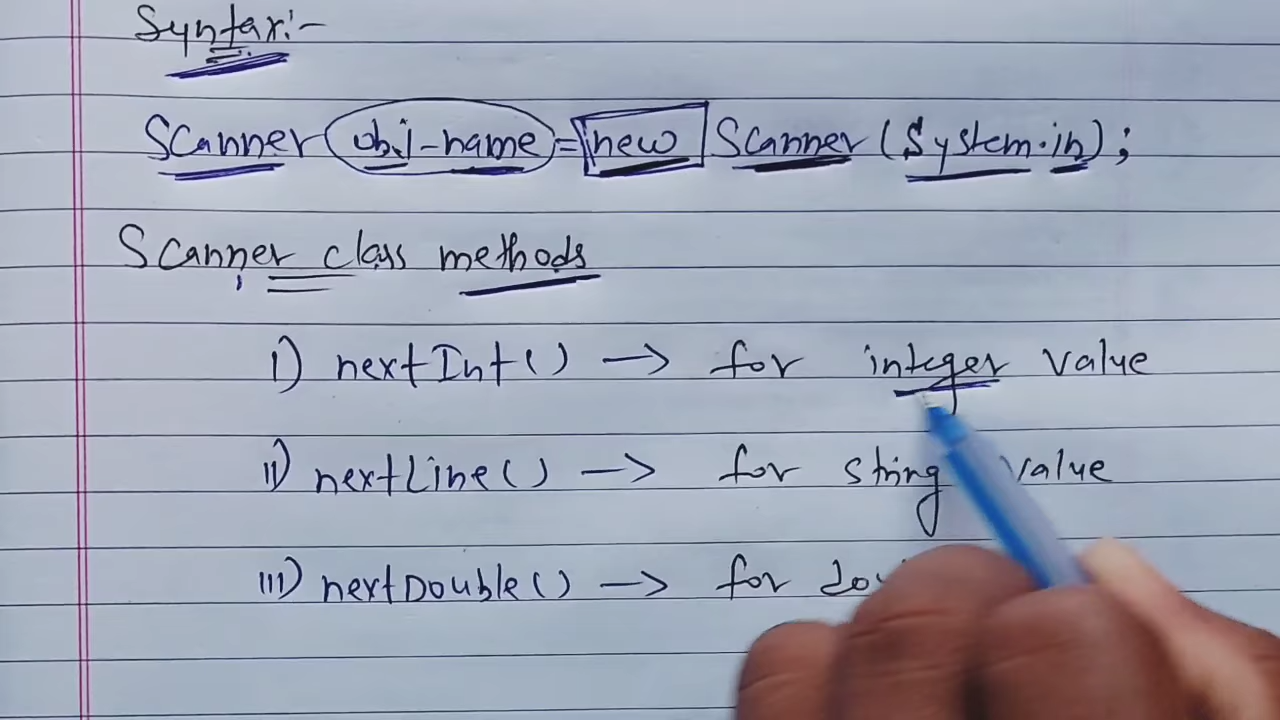 Syntax:-
Scanner obj-name = new Scanner (System.in);
Scanner class methods
i) nextInt() → for integer value
ii) nextLine() → for string value
iii) nextDouble() → for